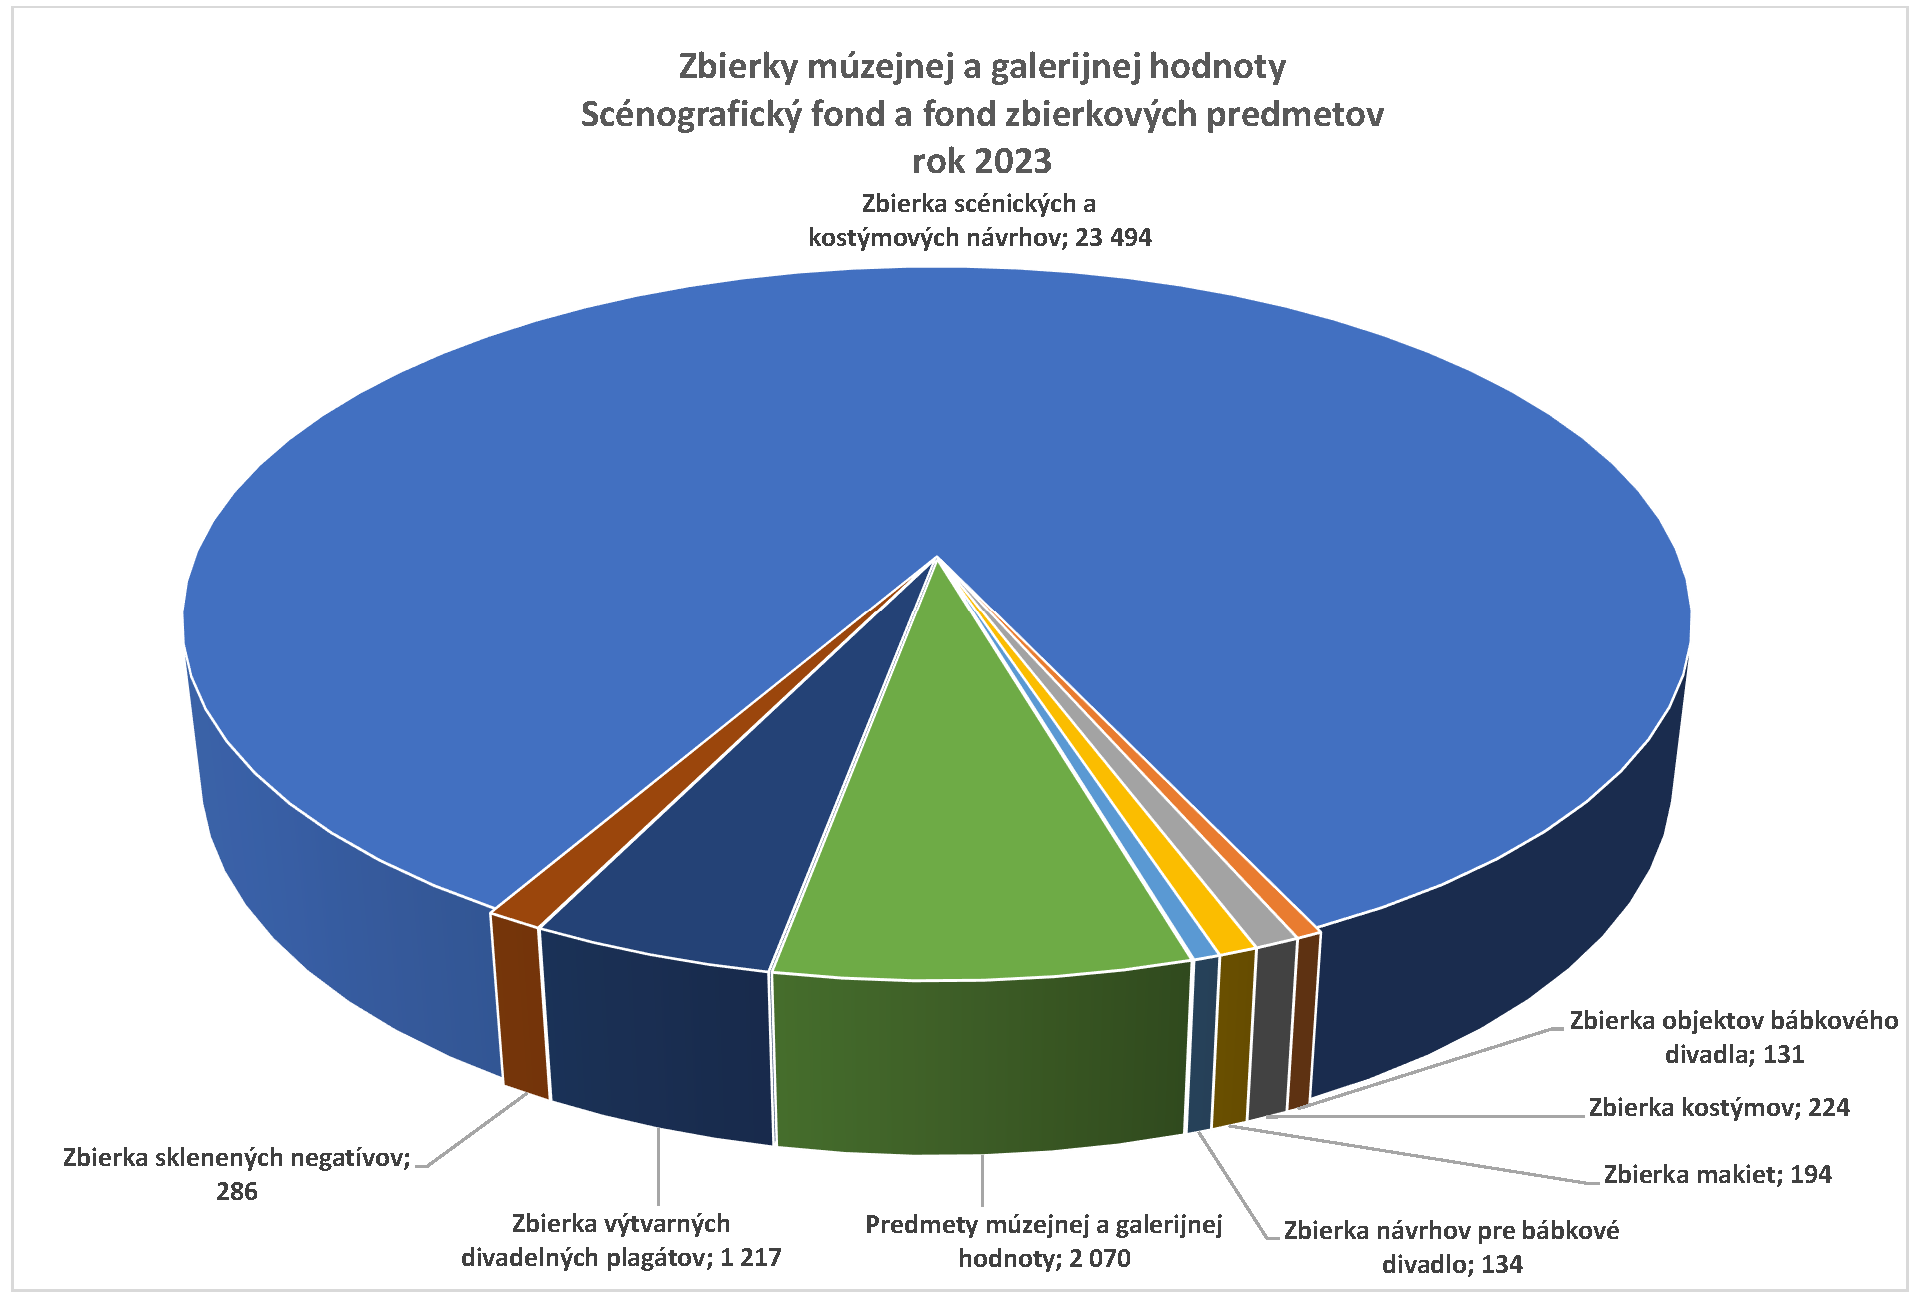 Zbierky múzejnej a galerijnej hodnoty
Scénografický fond a fond zbierkových predmetov
rok 2023
Zbierka scénických a
kostýmových návrhov; 23 494
Zbierka objektov bábkového
divadla; 131
Zbierka kostýmov; 224
Zbierka makiet; 194
Zbierka návrhov pre bábkové
divadlo; 134
Predmety múzejnej a galerijnej
hodnoty; 2 070
Zbierka výtvarných
divadelných plagátov; 1 217
Zbierka sklenených negatívov;
286